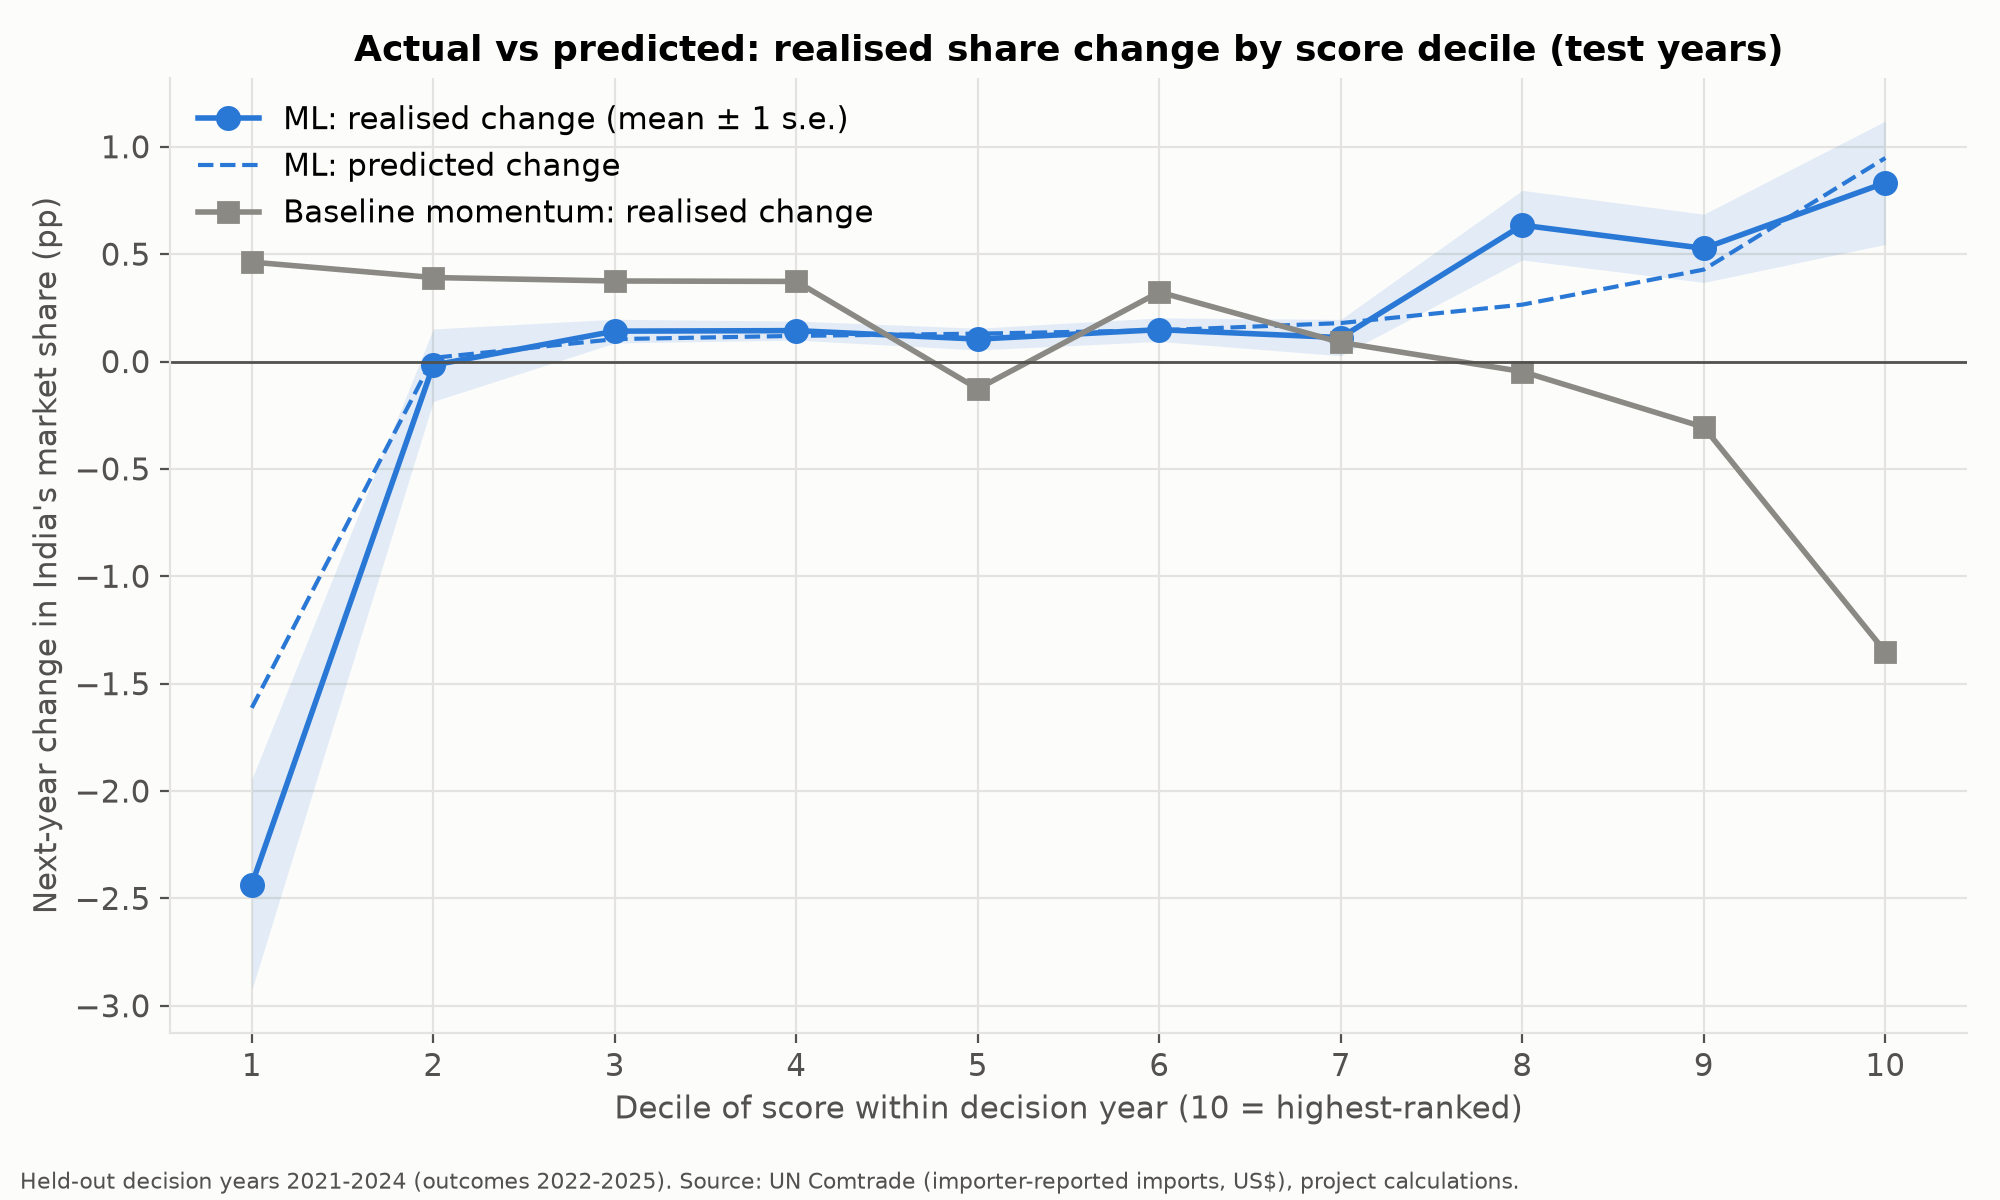 Actual vs predicted: realised share change by score decile (test years)
ML: realised change (mean ± 1 s.e.)
ML: predicted change
Baseline momentum: realised change
Next-year change in India's market share (pp)
1.0
0.5
0.0
−0.5
−1.0
−1.5
−2.0
−2.5
−3.0
1 2 3 4 5 6 7 8 9 10
Decile of score within decision year (10 = highest-ranked)
Held-out decision years 2021-2024 (outcomes 2022-2025). Source: UN Comtrade (importer-reported imports, US$), project calculations.